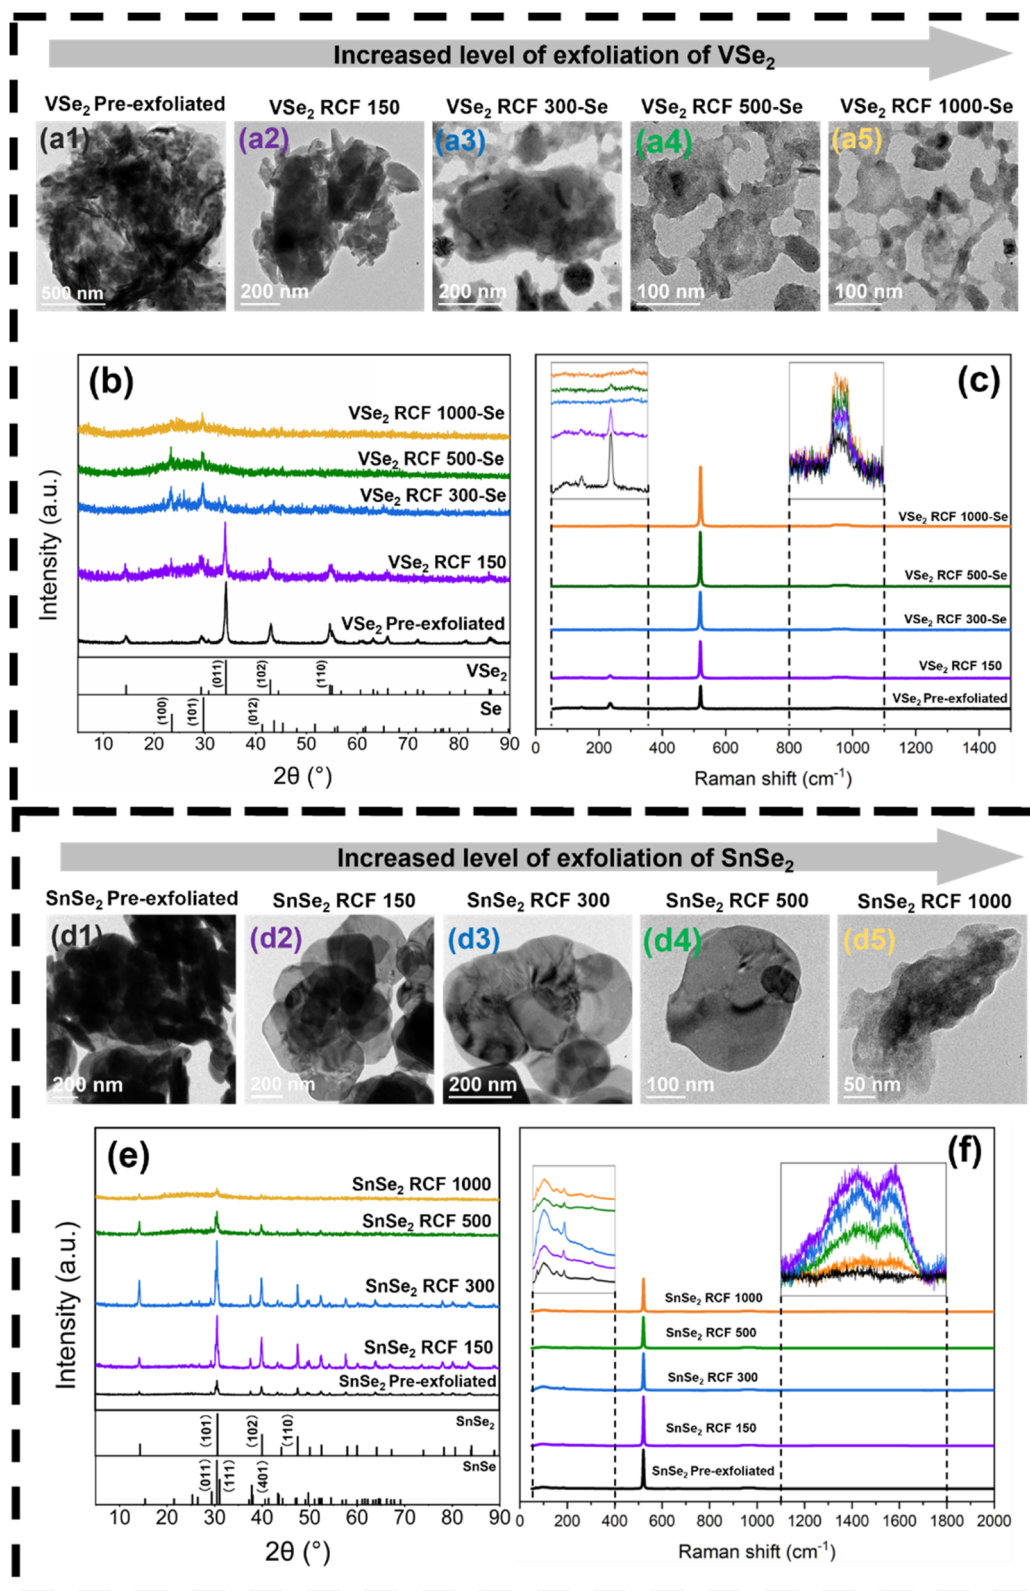 Increased level of exfoliation of VSe₂
VSe₂ Pre-exfoliated
VSe₂ RCF 150
VSe₂ RCF 300-Se
VSe₂ RCF 500-Se
VSe₂ RCF 1000-Se
(a1)
(a2)
(a3)
(a4)
(a5)
500 nm
200 nm
200 nm
100 nm
100 nm
(b)
VSe₂ RCF 1000-Se
VSe₂ RCF 500-Se
VSe₂ RCF 300-Se
VSe₂ RCF 150
VSe₂ Pre-exfoliated
(011)
(102)
(110)
VSe₂
(100)
(101)
(012)
Se
Intensity (a.u.)
10 20 30 40 50 60 70 80 90
2θ (°)
(c)
VSe₂ RCF 1000-Se
VSe₂ RCF 500-Se
VSe₂ RCF 300-Se
VSe₂ RCF 150
VSe₂ Pre-exfoliated
0 200 400 600 800 1000 1200 1400
Raman shift (cm⁻¹)
Increased level of exfoliation of SnSe₂
SnSe₂ Pre-exfoliated
SnSe₂ RCF 150
SnSe₂ RCF 300
SnSe₂ RCF 500
SnSe₂ RCF 1000
(d1)
(d2)
(d3)
(d4)
(d5)
200 nm
200 nm
200 nm
100 nm
50 nm
(e)
SnSe₂ RCF 1000
SnSe₂ RCF 500
SnSe₂ RCF 300
SnSe₂ RCF 150
SnSe₂ Pre-exfoliated
(101)
(102)
(110)
SnSe₂
(011)
(111)
(401)
SnSe
Intensity (a.u.)
10 20 30 40 50 60 70 80 90
2θ (°)
(f)
SnSe₂ RCF 1000
SnSe₂ RCF 500
SnSe₂ RCF 300
SnSe₂ RCF 150
SnSe₂ Pre-exfoliated
0 200 400 600 800 1000 1200 1400 1600 1800 2000
Raman shift (cm⁻¹)